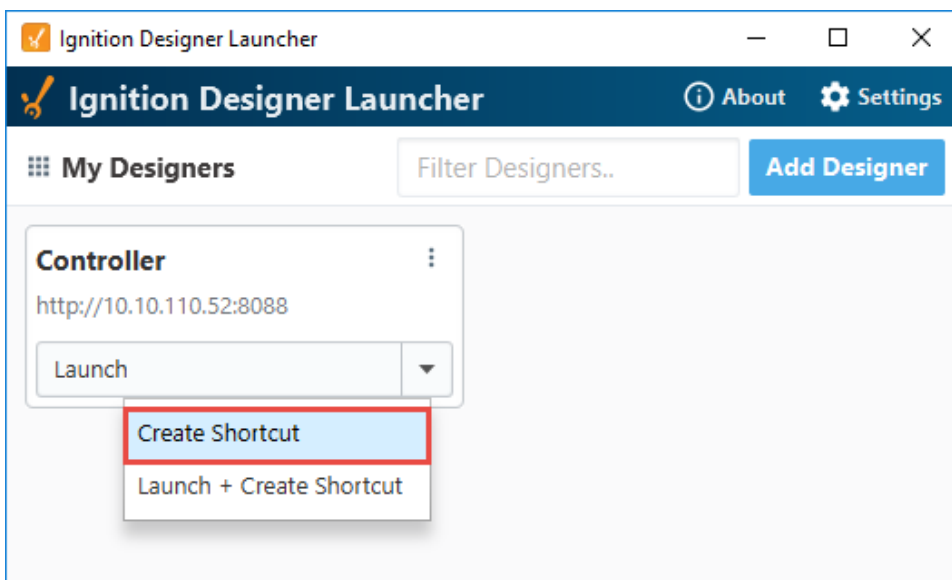 Ignition Designer Launcher
Ignition Designer Launcher About Settings
My Designers Filter Designers.. Add Designer
Controller
http://10.10.110.52:8088
Launch
Create Shortcut
Launch + Create Shortcut